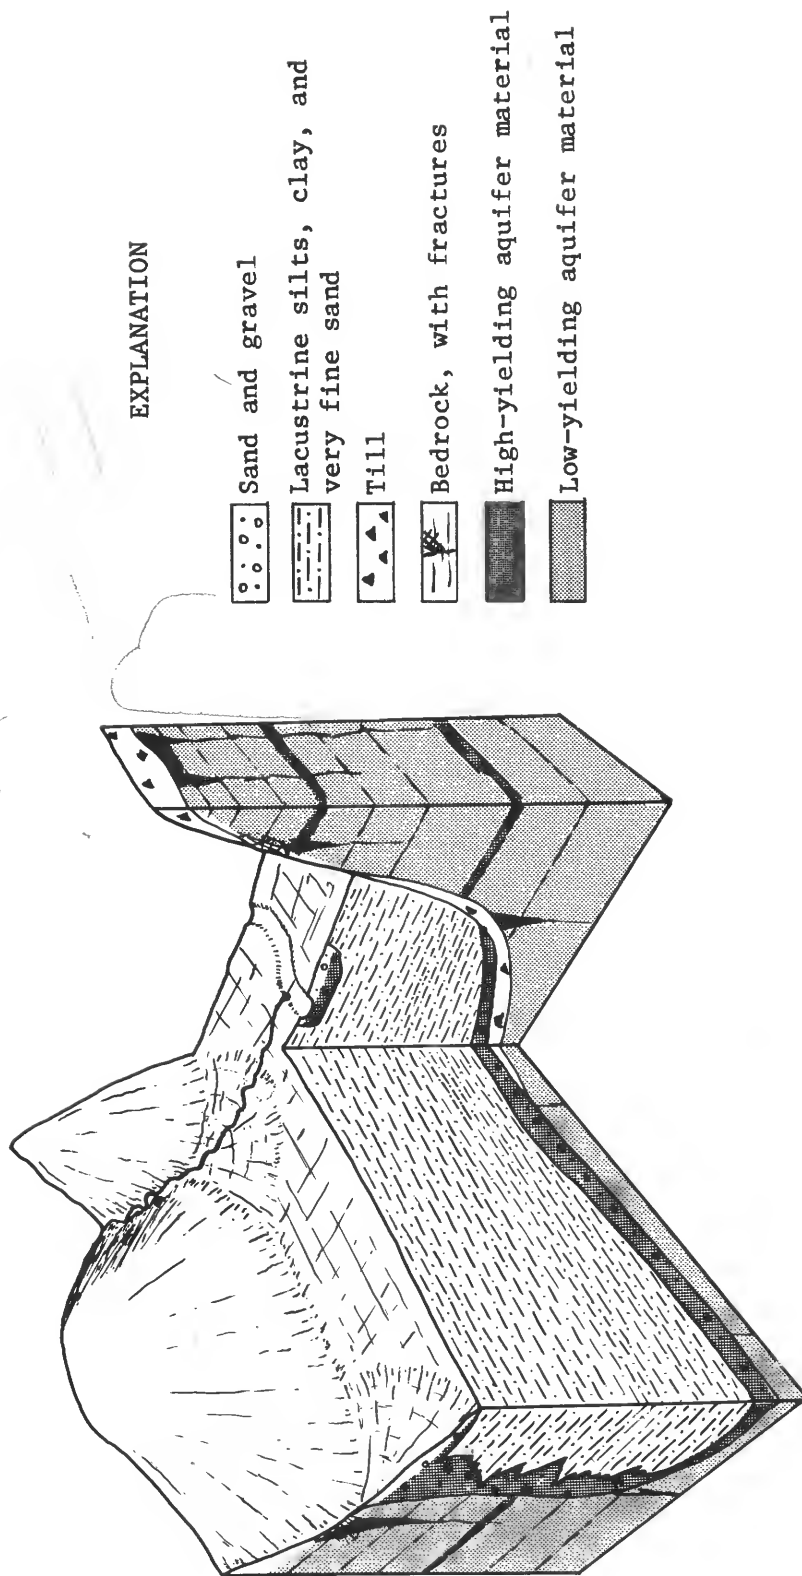 EXPLANATION
Sand and gravel
Lacustrine silts, clay, and
very fine sand
Till
Bedrock, with fractures
High-yielding aquifer material
Low-yielding aquifer material